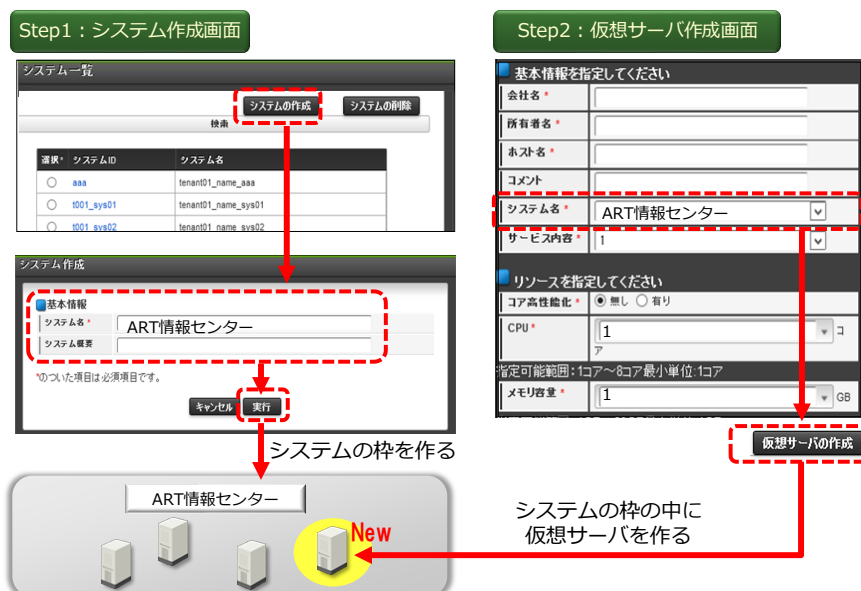 Step1：システム作成画面
システム一覧
システムの作成
システムの削除
検索
選択* システムID システム名
aaa tenant01_name_aaa
t001_sys01 tenant01_name_sys01
t001_sys02 tenant01_name_sys02
システム作成
基本情報
システム名* ART情報センター
システム概要
*のついた項目は必須項目です。
キャンセル 実行
システムの枠を作る
ART情報センター
New
Step2：仮想サーバ作成画面
基本情報を指定してください
会社名*
所有者名*
ホスト名*
コメント
システム名* ART情報センター
サービス内容* 1
リソースを指定してください
コア高性能化* 無し 有り
CPU* 1 コ
ア
指定可能範囲:1コア～8コア最小単位:1コア
メモリ容量* 1 GB
仮想サーバの作成
システムの枠の中に
仮想サーバを作る